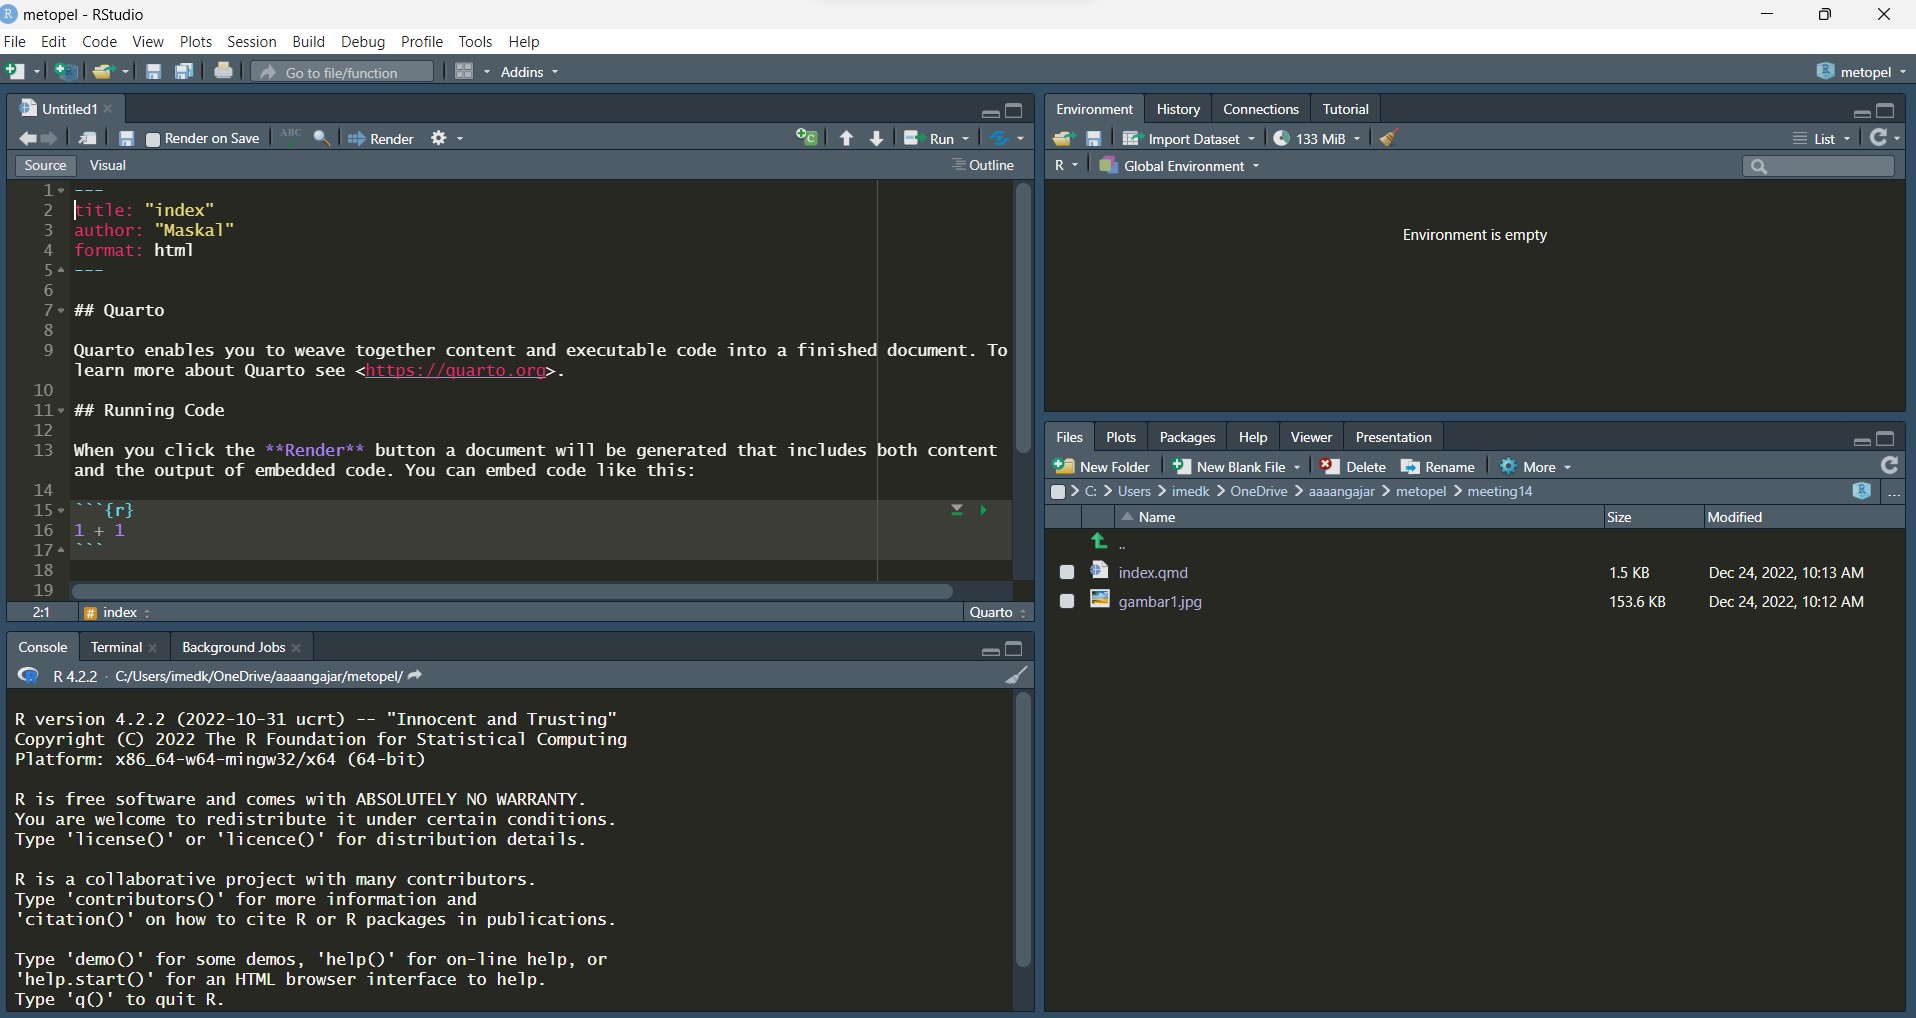 metopel - RStudio
File Edit Code View Plots Session Build Debug Profile Tools Help
Go to file/function Addins metopel
Untitled1
Render on Save ABC Render Run
Source Visual Outline
1 ---
2 title: "index"
3 author: "Maskal"
4 format: html
5 ---
6
7 ## Quarto
8
9 Quarto enables you to weave together content and executable code into a finished document. To
learn more about Quarto see <https://quarto.org>.
10
11 ## Running Code
12
13 When you click the **Render** button a document will be generated that includes both content
and the output of embedded code. You can embed code like this:
14
15 ```{r}
16 1 + 1
17 ```
18
19
2:1 # index Quarto
Console Terminal Background Jobs
R 4.2.2 · C:/Users/imedk/OneDrive/aaaangajar/metopel/
R version 4.2.2 (2022-10-31 ucrt) -- "Innocent and Trusting"
Copyright (C) 2022 The R Foundation for Statistical Computing
Platform: x86_64-w64-mingw32/x64 (64-bit)
R is free software and comes with ABSOLUTELY NO WARRANTY.
You are welcome to redistribute it under certain conditions.
Type 'license()' or 'licence()' for distribution details.
R is a collaborative project with many contributors.
Type 'contributors()' for more information and
'citation()' on how to cite R or R packages in publications.
Type 'demo()' for some demos, 'help()' for on-line help, or
'help.start()' for an HTML browser interface to help.
Type 'q()' to quit R.
Environment History Connections Tutorial
Import Dataset 133 MiB List
R Global Environment
Environment is empty
Files Plots Packages Help Viewer Presentation
New Folder New Blank File Delete Rename More
> C: > Users > imedk > OneDrive > aaaangajar > metopel > meeting14 ...
Name Size Modified
..
index.qmd 1.5 KB Dec 24, 2022, 10:13 AM
gambar1.jpg 153.6 KB Dec 24, 2022, 10:12 AM